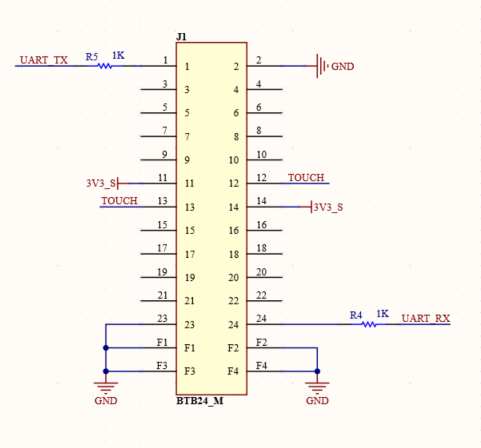 J1
UART_TX R5 1K 1 1 2 2 GND
3 3 4 4
5 5 6 6
7 7 8 8
9 9 10 10
3V3_S 11 11 12 12 TOUCH
TOUCH 13 13 14 14 3V3_S
15 15 16 16
17 17 18 18
19 19 20 20
21 21 22 22
23 23 24 24 R4 1K UART_RX
F1 F1 F2 F2
F3 F3 F4 F4
GND BTB24_M GND